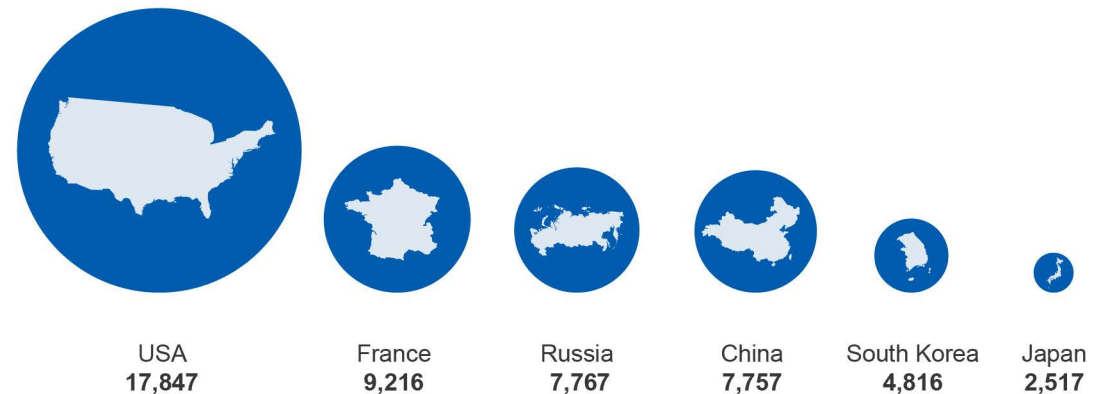 USA
17,847
France
9,216
Russia
7,767
China
7,757
South Korea
4,816
Japan
2,517